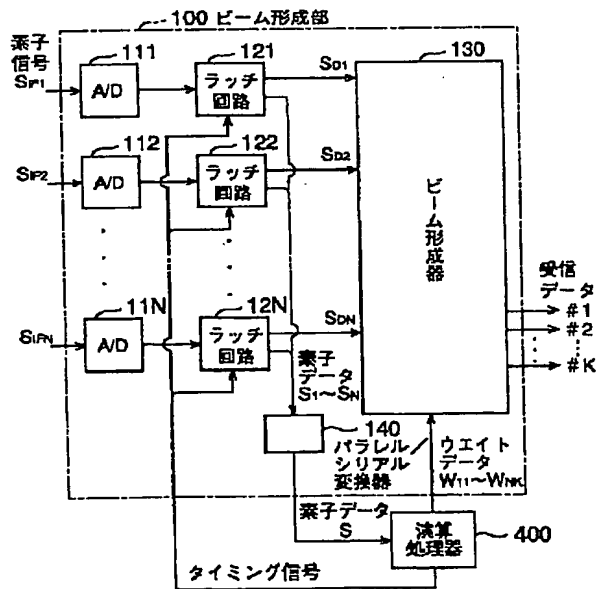 100 ビーム形成部
素子
信号
111
121
130
SIF1
A/D
ラッチ
回路
SD1
112
122
SIF2
A/D
ラッチ
回路
SD2
ビーム形成器
11N
12N
SIFN
A/D
ラッチ
回路
SDN
受信
データ
#1
#2
#K
素子
データ
S1~SN
140
パラレル/
シリアル
変換器
ウエイト
データ
W11~WNK
素子データ
S
演算
処理器
400
タイミング信号